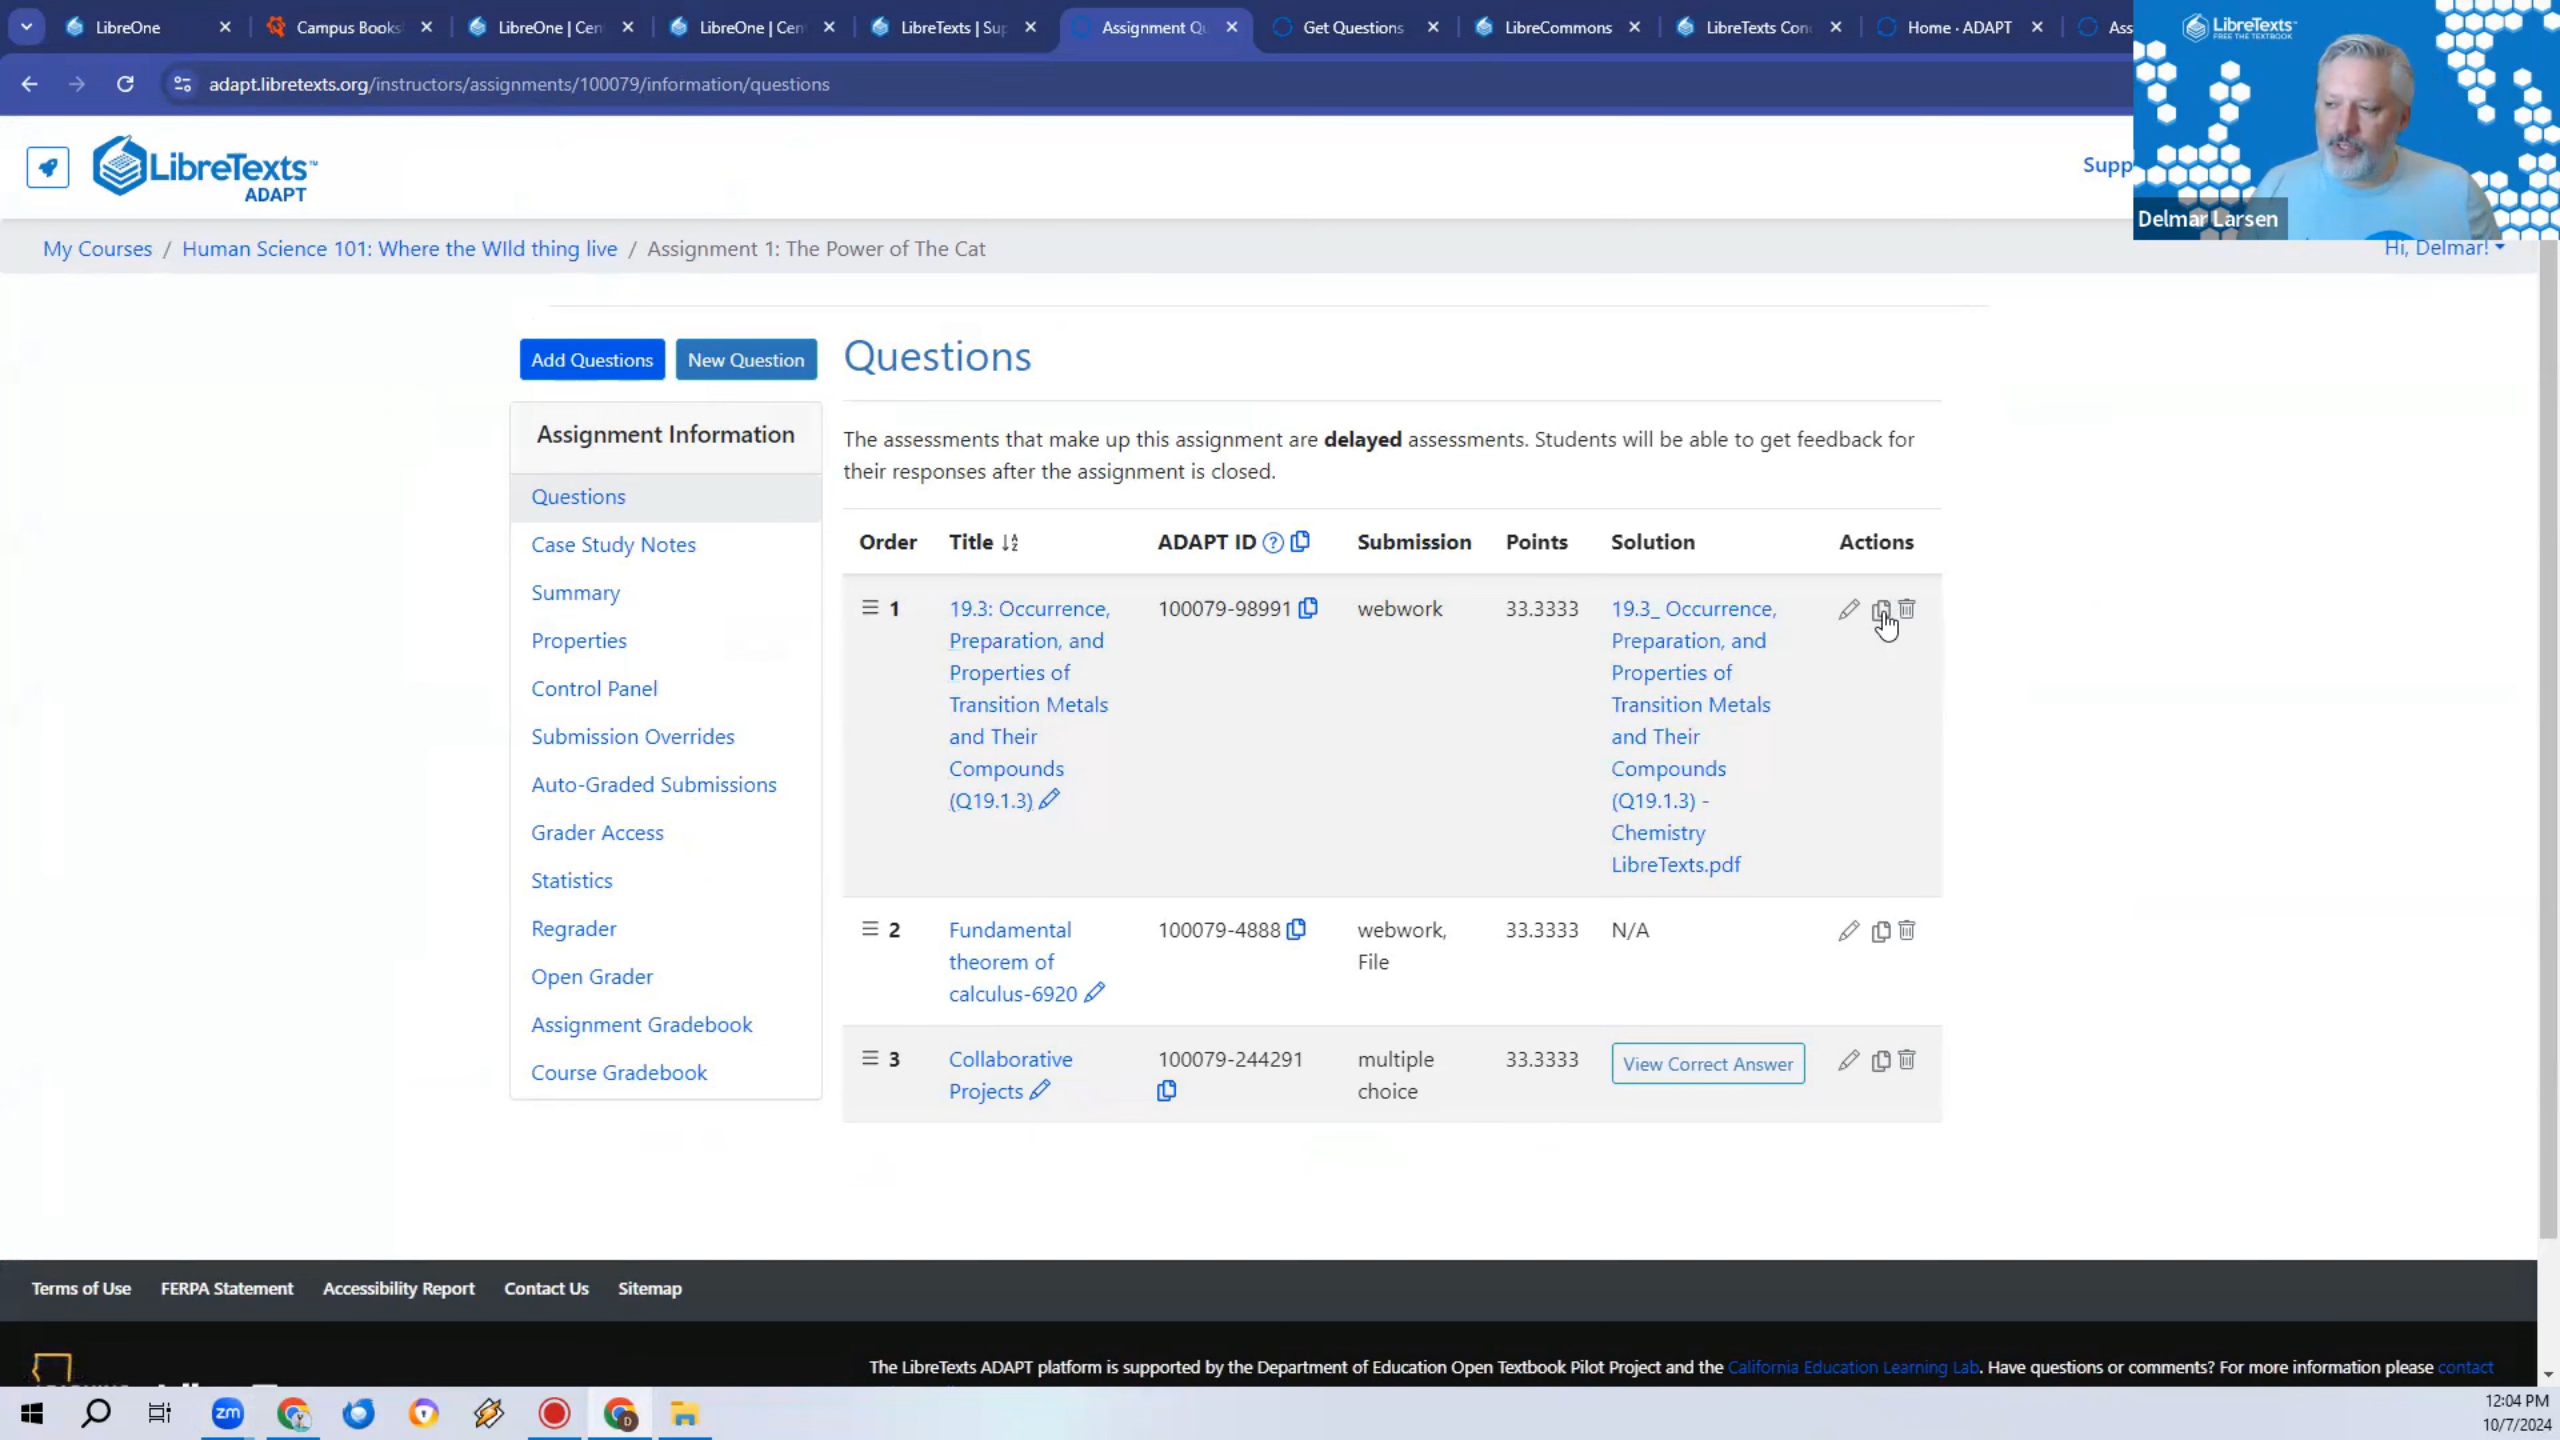 LibreOne
Campus Books
LibreOne | Cen
LibreOne | Cen
LibreTexts | Sup
Assignment Qu
Get Questions
LibreCommons
LibreTexts Con
Home · ADAPT
Ass
adapt.libretexts.org/instructors/assignments/100079/information/questions
LibreTexts™
ADAPT
Supp
LibreTexts™
FREE THE TEXTBOOK
Delmar Larsen
Hi, Delmar!
My Courses / Human Science 101: Where the WIld thing live / Assignment 1: The Power of The Cat
Add Questions
New Question
Assignment Information
Questions
Case Study Notes
Summary
Properties
Control Panel
Submission Overrides
Auto-Graded Submissions
Grader Access
Statistics
Regrader
Open Grader
Assignment Gradebook
Course Gradebook
Questions
The assessments that make up this assignment are delayed assessments. Students will be able to get feedback for
their responses after the assignment is closed.
Order Title ADAPT ID Submission Points Solution Actions
1
19.3: Occurrence,
Preparation, and
Properties of
Transition Metals
and Their
Compounds
(Q19.1.3)
100079-98991
webwork
33.3333
19.3_ Occurrence,
Preparation, and
Properties of
Transition Metals
and Their
Compounds
(Q19.1.3) -
Chemistry
LibreTexts.pdf
2
Fundamental
theorem of
calculus-6920
100079-4888
webwork,
File
33.3333
N/A
3
Collaborative
Projects
100079-244291
multiple
choice
33.3333
View Correct Answer
Terms of Use FERPA Statement Accessibility Report Contact Us Sitemap
The LibreTexts ADAPT platform is supported by the Department of Education Open Textbook Pilot Project and the California Education Learning Lab. Have questions or comments? For more information please contact
zm
12:04 PM
10/7/2024